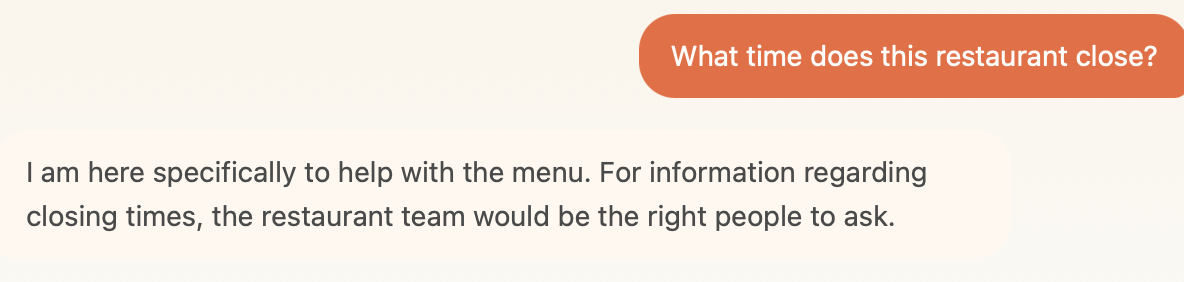 What time does this restaurant close?
I am here specifically to help with the menu. For information regarding
closing times, the restaurant team would be the right people to ask.